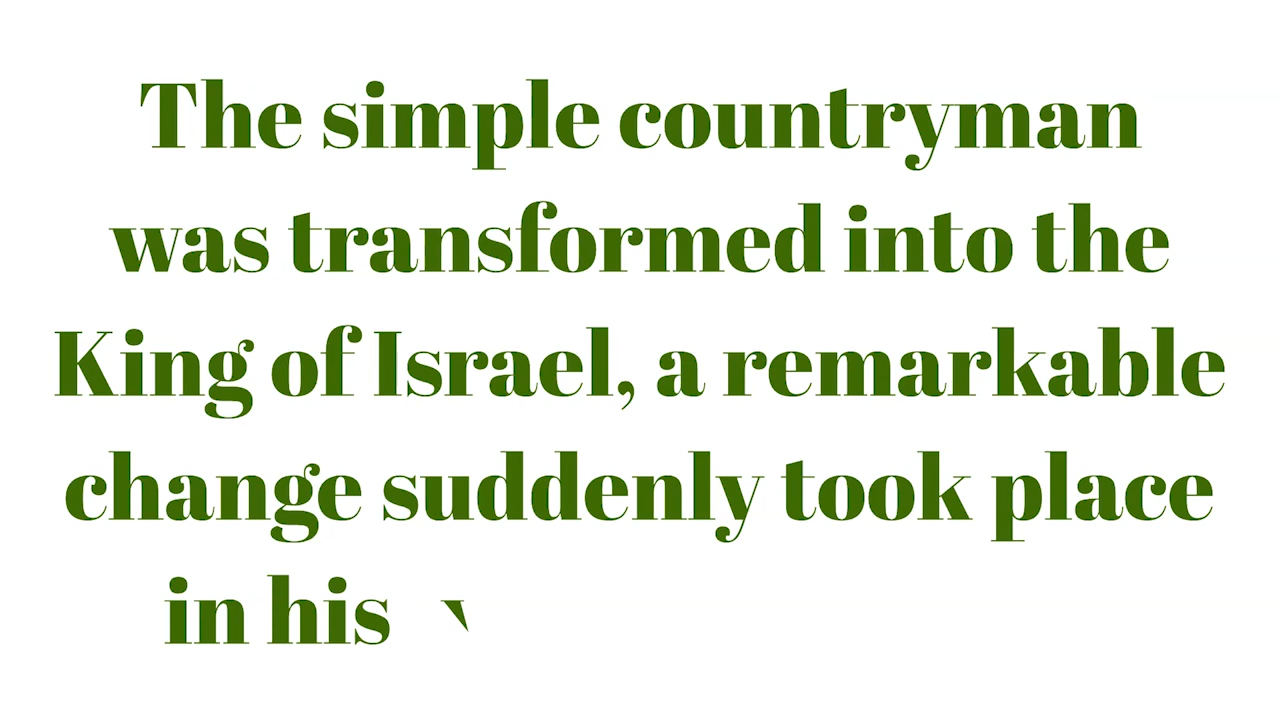 The simple countryman
was transformed into the
King of Israel, a remarkable
change suddenly took place
in his